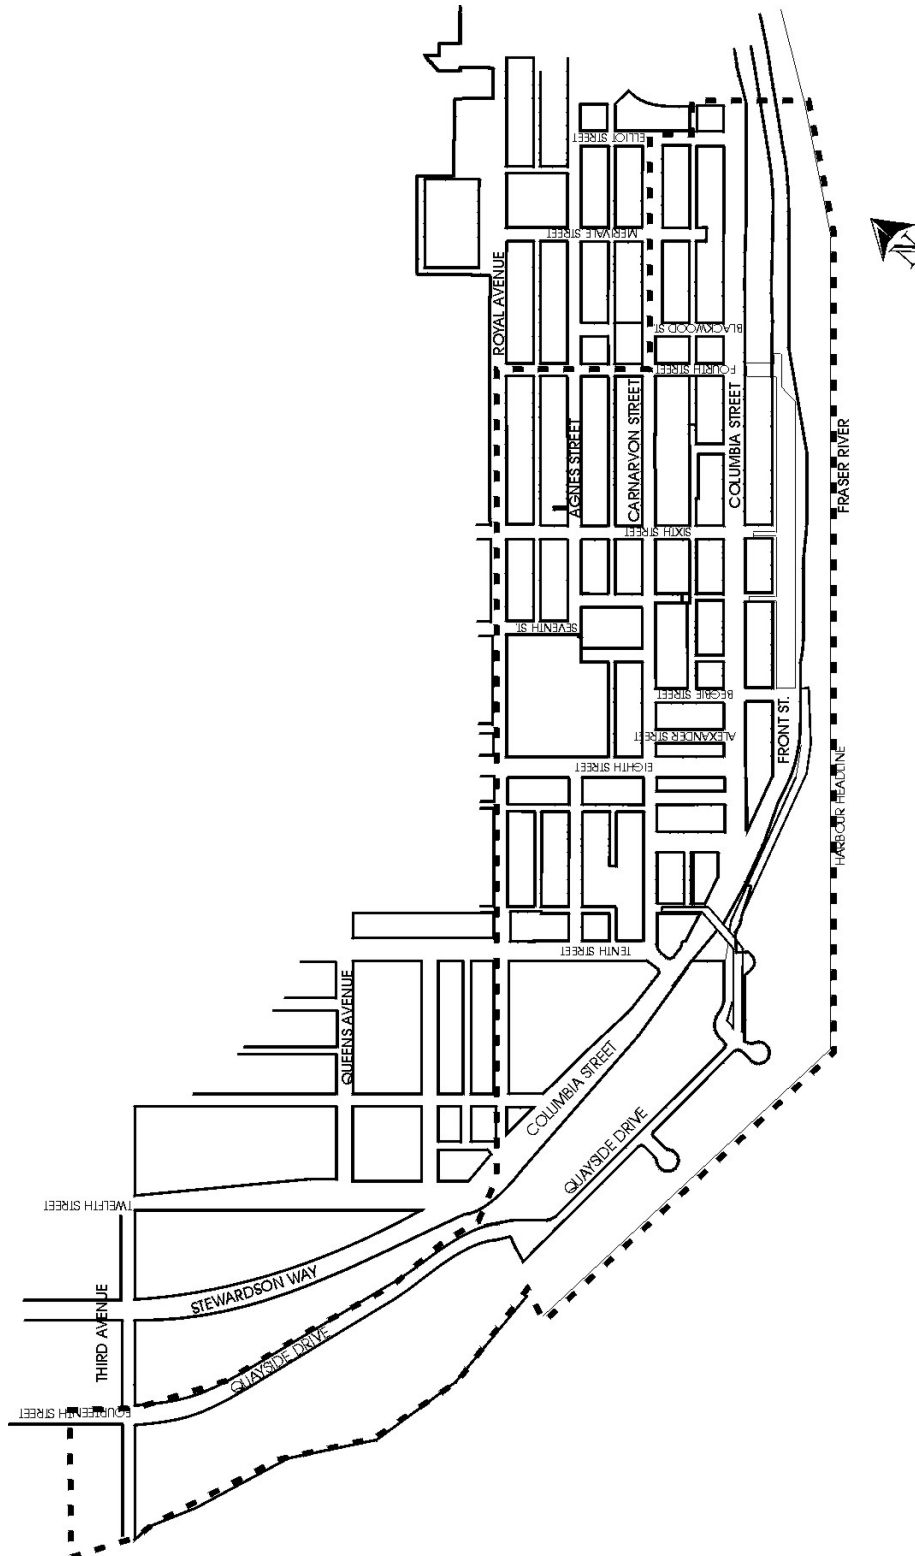 ELLIOT STREET
MERIVALE STREET
ROYAL AVENUE
N
BLACKWOOD ST.
FOURTH STREET
AGNES STREET
CARNARVON STREET
COLUMBIA STREET
FRASER RIVER
SIXTH STREET
SEVENTH ST.
BEGBIE STREET
FRONT ST.
ALEXANDER STREET
EIGHTH STREET
HARBOUR HEADLINE
TENTH STREET
QUEENS AVENUE
COLUMBIA STREET
QUAYSIDE DRIVE
TWELFTH STREET
STEWARDSON WAY
THIRD AVENUE
QUAYSIDE DRIVE
FOURTEENTH STREET